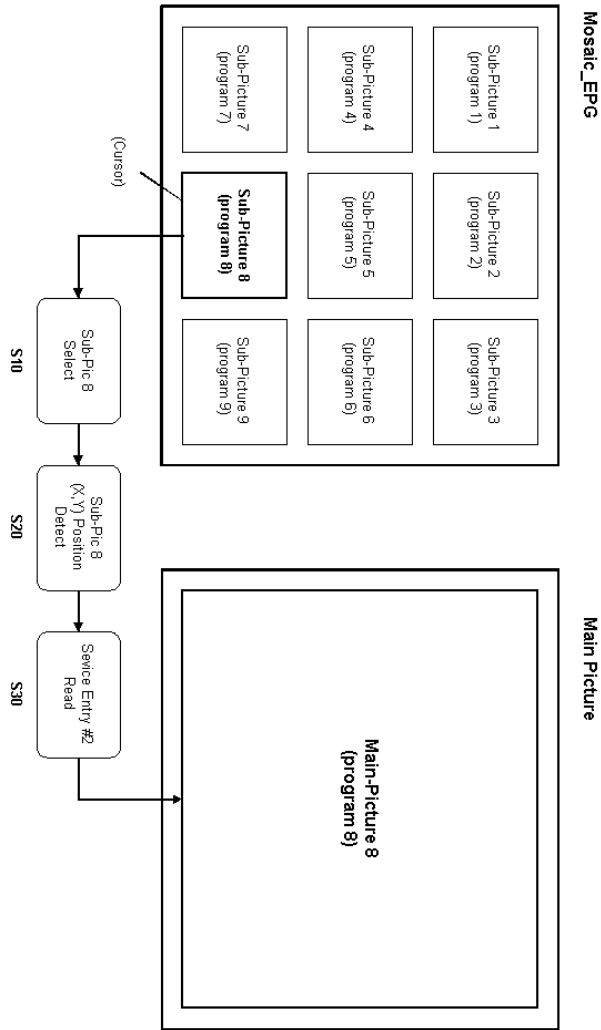 Mosaic_EPG
Sub-Picture 1
(program 1)
Sub-Picture 2
(program 2)
Sub-Picture 3
(program 3)
Sub-Picture 4
(program 4)
Sub-Picture 5
(program 5)
Sub-Picture 6
(program 6)
Sub-Picture 7
(program 7)
Sub-Picture 8
(program 8)
Sub-Picture 9
(program 9)
(Cursor)
Main Picture
Main-Picture 8
(program 8)
Sub-Pic 8
Select
S10
Sub-Pic 8
(X,Y) Position
Detect
S20
Sevice Entry #2
Read
S30